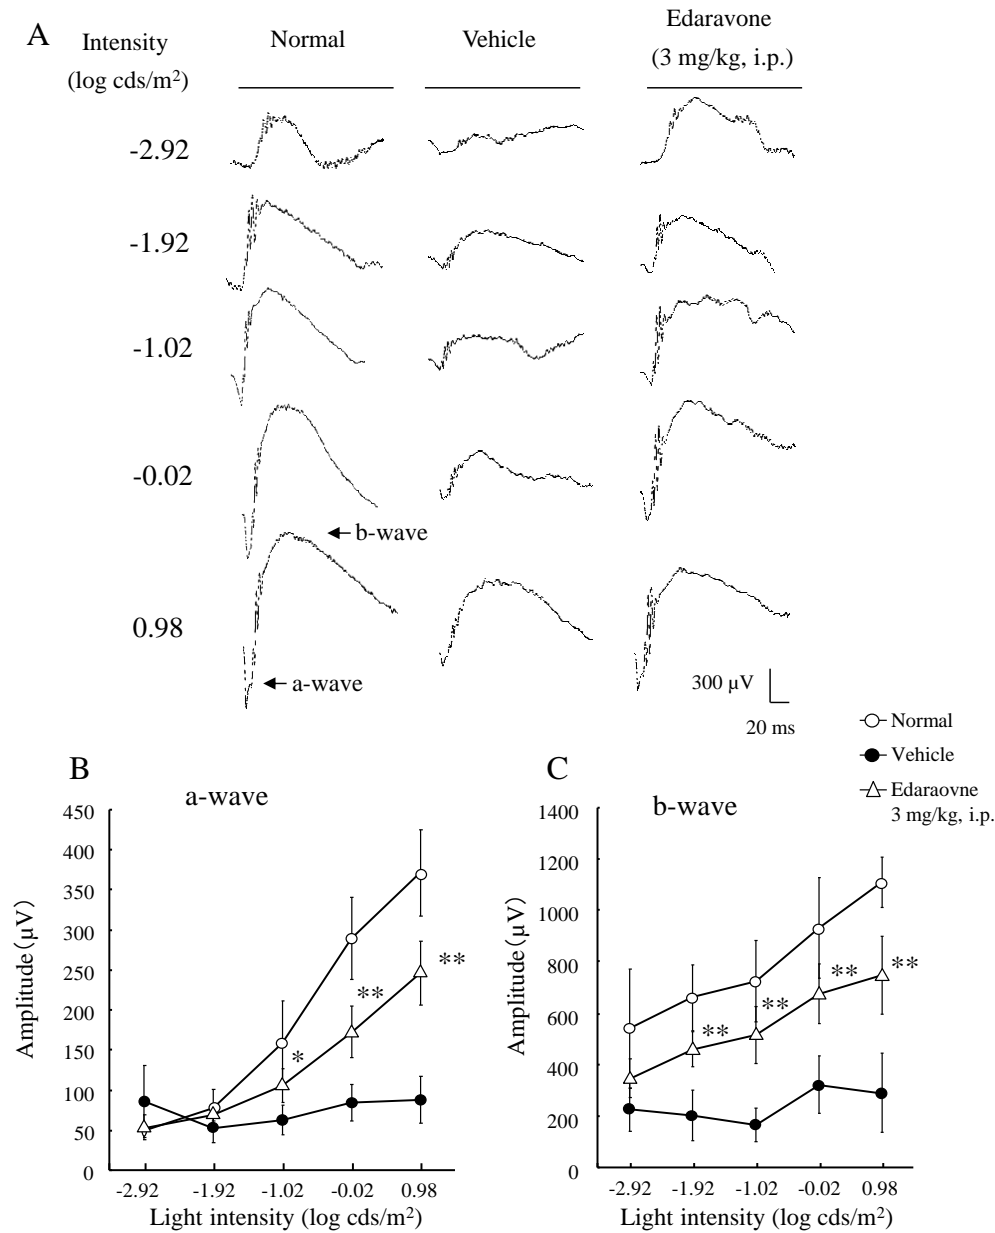 A
Intensity
(log cds/m2)
Normal
Vehicle
Edaravone
(3 mg/kg, i.p.)
-2.92
-1.92
-1.02
-0.02
b-wave
0.98
a-wave
300 µV
20 ms
Normal
Vehicle
Edaraovne
3 mg/kg, i.p.
B
a-wave
Amplitude (µV)
450
400
350
300
250
200
150
100
50
0
*
**
**
-2.92 -1.92 -1.02 -0.02 0.98
Light intensity (log cds/m2)
C
b-wave
Amplitude (µV)
1400
1200
1000
800
600
400
200
0
**
**
**
**
-2.92 -1.92 -1.02 -0.02 0.98
Light intensity (log cds/m2)